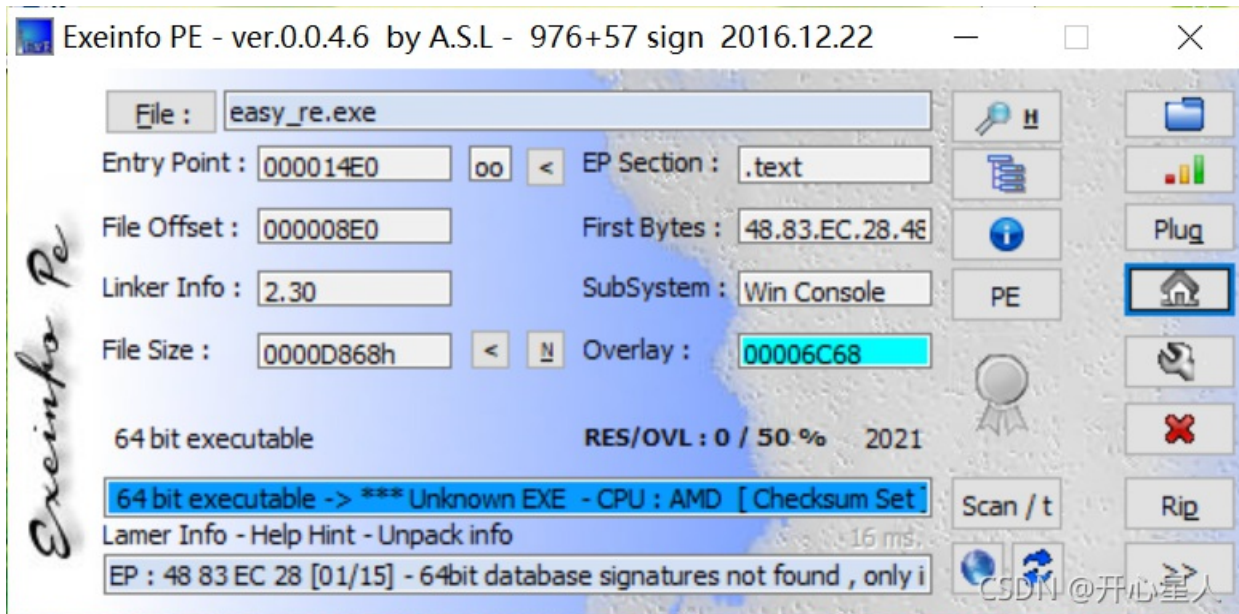 Exeinfo PE - ver.0.0.4.6 by A.S.L - 976+57 sign 2016.12.22
File : easy_re.exe H
Entry Point : 000014E0 oo < EP Section : .text
File Offset : 000008E0 First Bytes : 48.83.EC.28.48 Plug
Linker Info : 2.30 SubSystem : Win Console PE
File Size : 0000D868h < N Overlay : 00006C68
Exeinfo Pe
64 bit executable RES/OVL : 0 / 50 % 2021
64 bit executable -> *** Unknown EXE - CPU : AMD [ Checksum Set ] Scan / t Rip
Lamer Info - Help Hint - Unpack info 16 ms.
EP : 48 83 EC 28 [01/15] - 64bit database signatures not found , only i >>
CSDN @开心星人